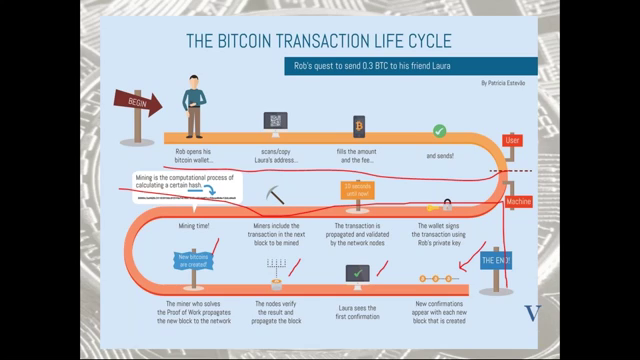 THE BITCOIN TRANSACTION LIFE CYCLE
Rob's quest to send 0.3 BTC to his friend Laura
By Patricia Estevão
BEGIN
Rob opens his
bitcoin wallet...
scans/copy
Laura's address...
fills the amount
and the fee...
and sends!
User
Machine
Mining is the computational process of
calculating a certain hash
10 seconds
until now!
Mining time!
Miners include the
transaction in the next
block to be mined
The transaction is
propagated and validated
by the network nodes
The wallet signs
the transaction using
Rob's private key
New bitcoins
are created!
THE END!
The miner who solves
the Proof of Work propagates
the new block to the network
The nodes verify
the result and
propagate the block
Laura sees the
first confirmation
New confirmations
appear with each new
block that is created
V